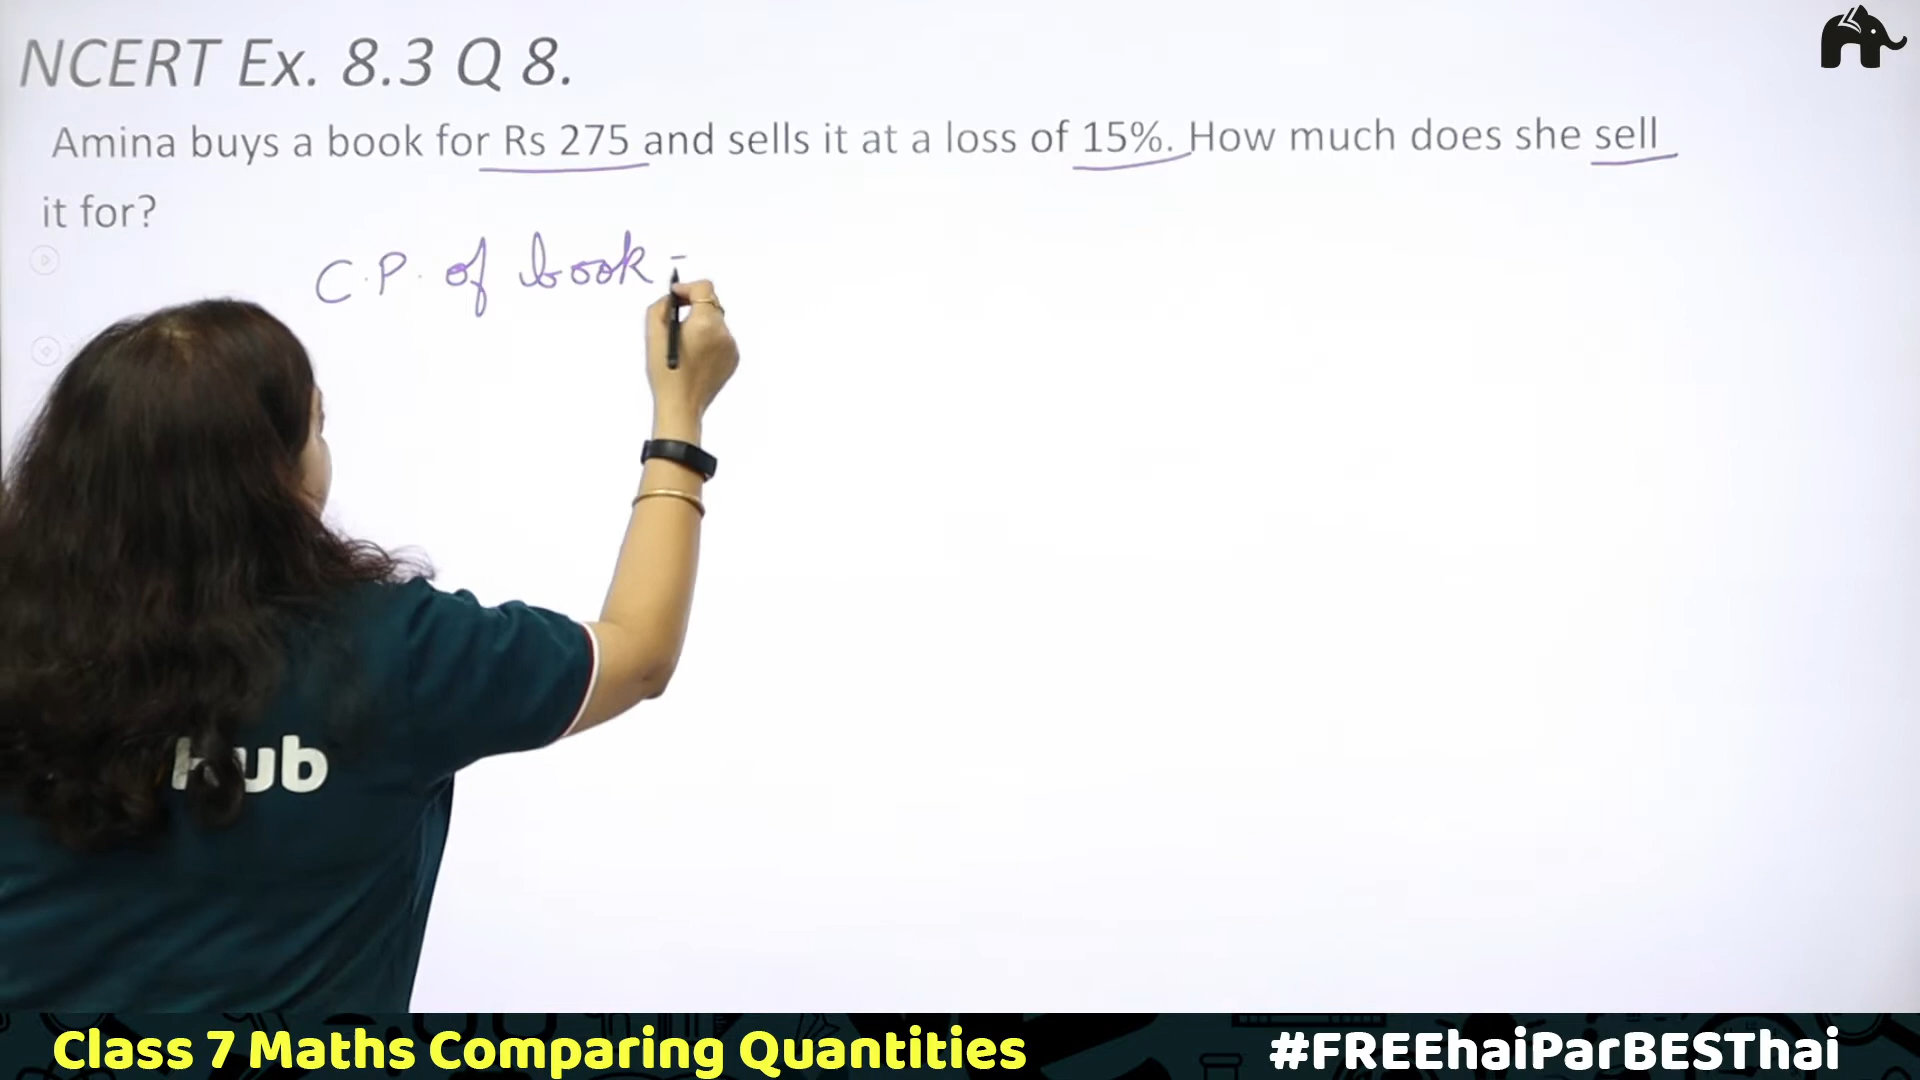 NCERT Ex. 8.3 Q 8.
Amina buys a book for Rs 275 and sells it at a loss of 15%. How much does she sell
it for?
C.P. of book -
hub
Class 7 Maths Comparing Quantities
#FREEhaiParBESThai